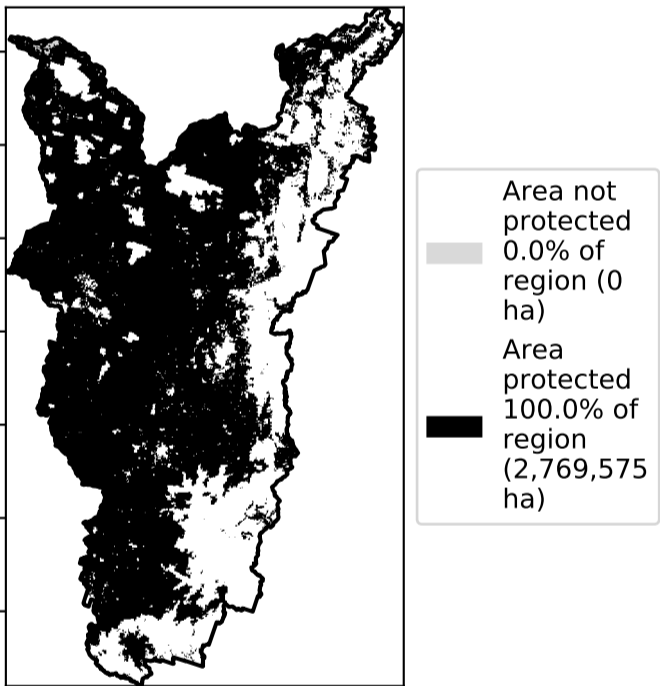 Area not
protected
0.0% of
region (0
ha)
Area
protected
100.0% of
region
(2,769,575
ha)